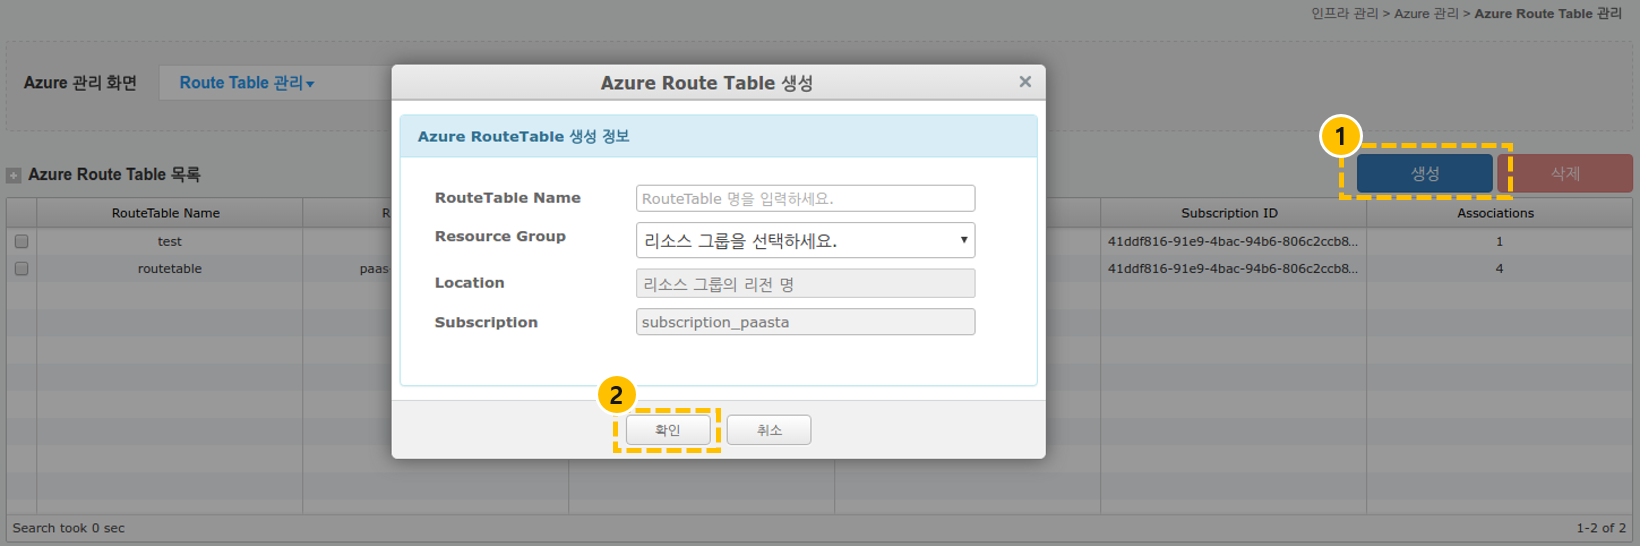 인프라 관리 > Azure 관리 > Azure Route Table 관리
Azure 관리 화면
Route Table 관리
Azure Route Table 생성
×
Azure RouteTable 생성 정보
RouteTable Name
RouteTable 명을 입력하세요.
Resource Group
리소스 그룹을 선택하세요.
Location
리소스 그룹의 리전 명
Subscription
subscription_paasta
2
확인
취소
1
생성
삭제
Azure Route Table 목록
RouteTable Name
R
Subscription ID
Associations
test
41ddf816-91e9-4bac-94b6-806c2ccb8...
1
routetable
paas
41ddf816-91e9-4bac-94b6-806c2ccb8...
4
Search took 0 sec
1-2 of 2